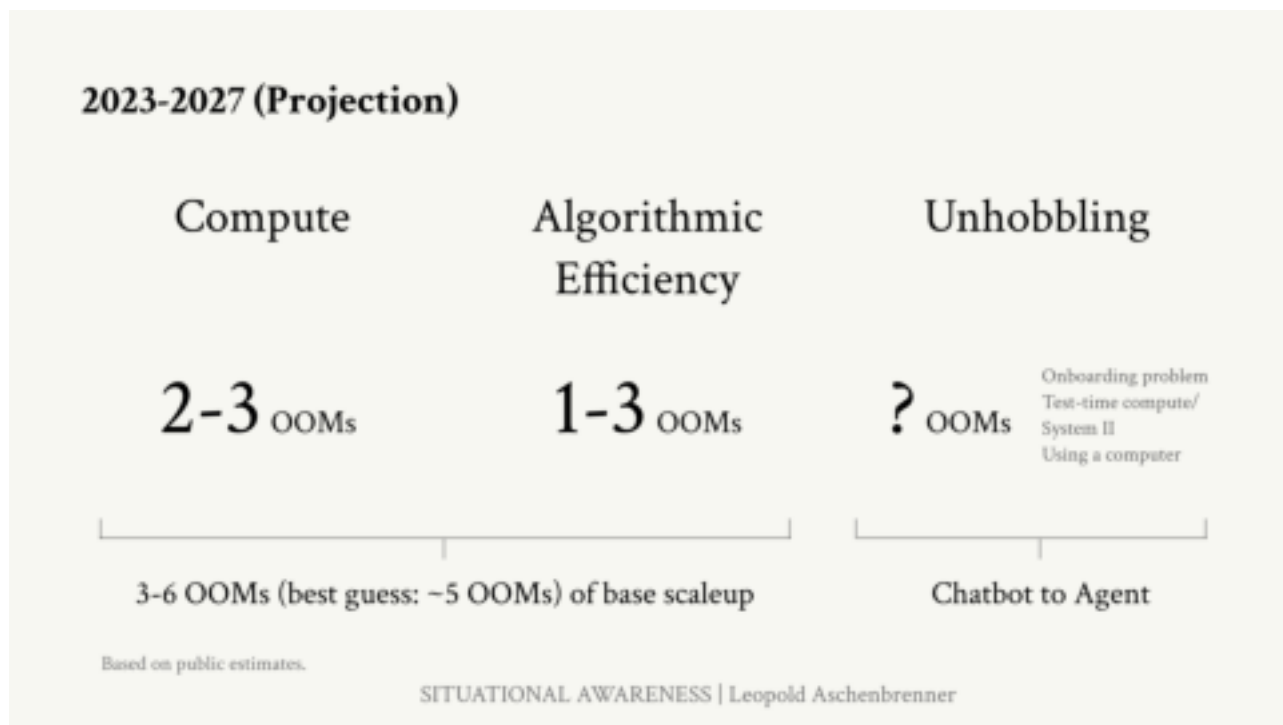 2023-2027 (Projection)
Compute
Algorithmic
Efficiency
Unhobbling
2-3 OOMs
1-3 OOMs
? OOMs
Onboarding problem
Test-time compute/
System II
Using a computer
3-6 OOMs (best guess: ~5 OOMs) of base scaleup
Chatbot to Agent
Based on public estimates.
SITUATIONAL AWARENESS | Leopold Aschenbrenner